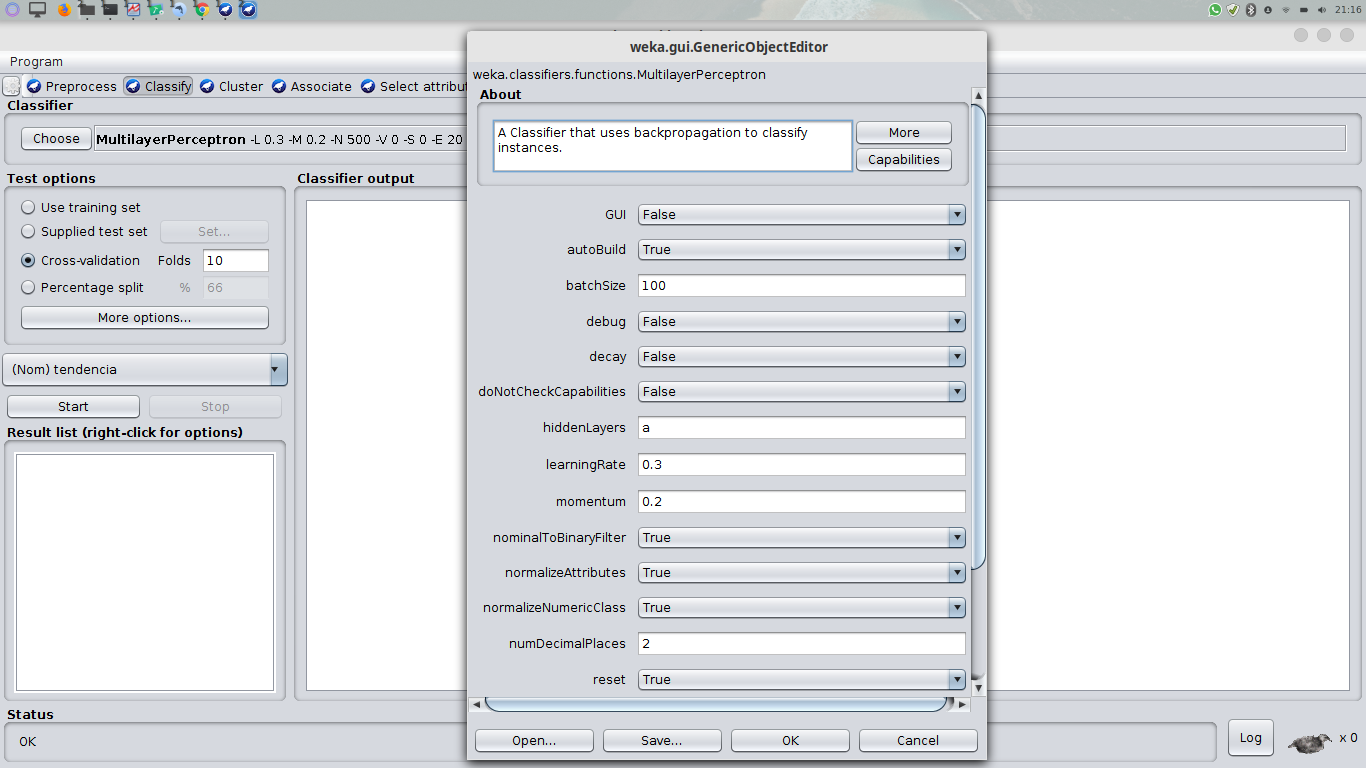 21:16
weka.gui.GenericObjectEditor
Program
Preprocess Classify Cluster Associate Select attribu
Classifier
Choose MultilayerPerceptron -L 0.3 -M 0.2 -N 500 -V 0 -S 0 -E 20
Test options
Use training set
Supplied test set Set...
Cross-validation Folds 10
Percentage split % 66
More options...
(Nom) tendencia
Start Stop
Result list (right-click for options)
Classifier output
weka.classifiers.functions.MultilayerPerceptron
About
A Classifier that uses backpropagation to classify
instances.
More
Capabilities
GUI False
autoBuild True
batchSize 100
debug False
decay False
doNotCheckCapabilities False
hiddenLayers a
learningRate 0.3
momentum 0.2
nominalToBinaryFilter True
normalizeAttributes True
normalizeNumericClass True
numDecimalPlaces 2
reset True
Open... Save... OK Cancel
Status
OK
Log x 0